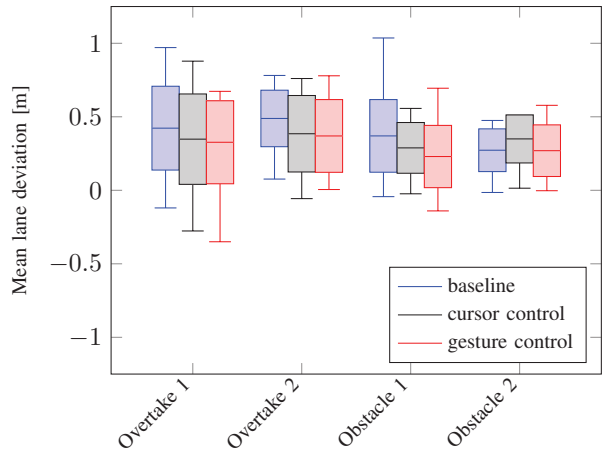 Mean lane deviation [m]
1
0.5
0
−0.5
−1
baseline
cursor control
gesture control
Overtake 1
Overtake 2
Obstacle 1
Obstacle 2